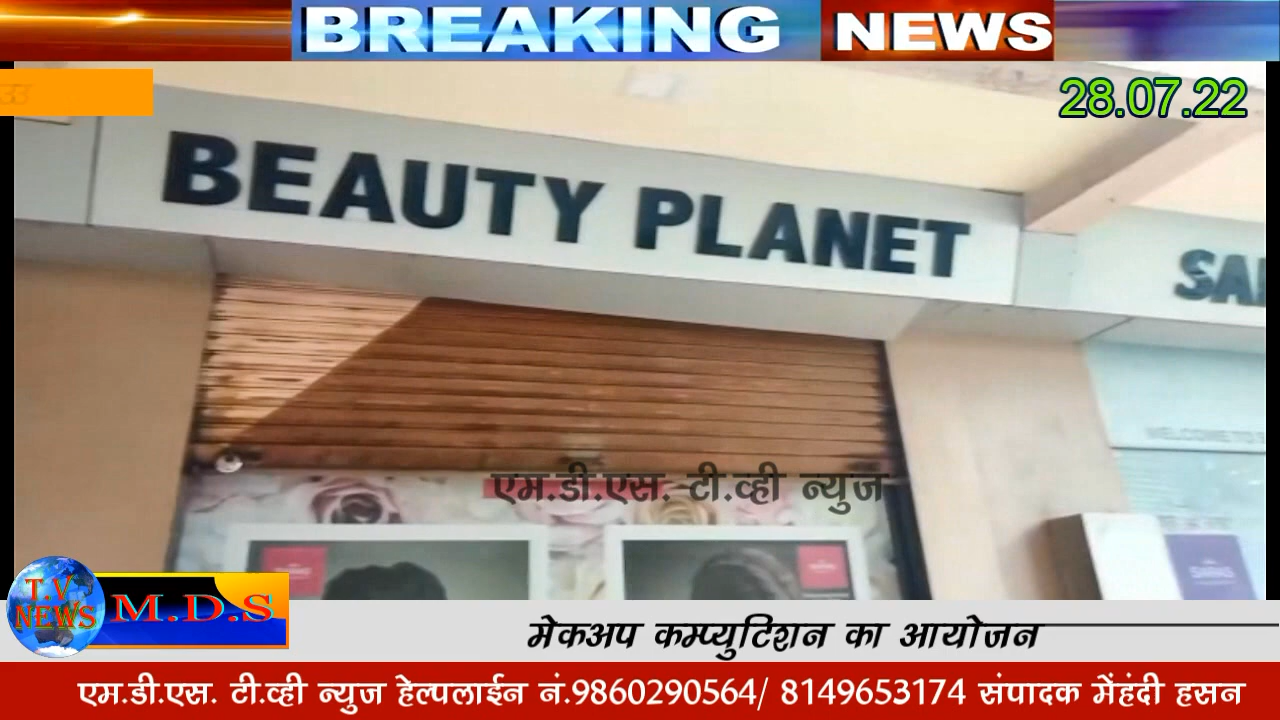 BREAKING NEWS
28.07.22
BEAUTY PLANET
एम.डी.एस. टी.व्ही न्युज
T.V
NEWS
M.D.S
मेकअप कम्प्युटिशन का आयोजन
एम.डी.एस. टी.व्ही न्युज हेल्पलाईन नं.9860290564/ 8149653174 संपादक मेंहंदी हसन